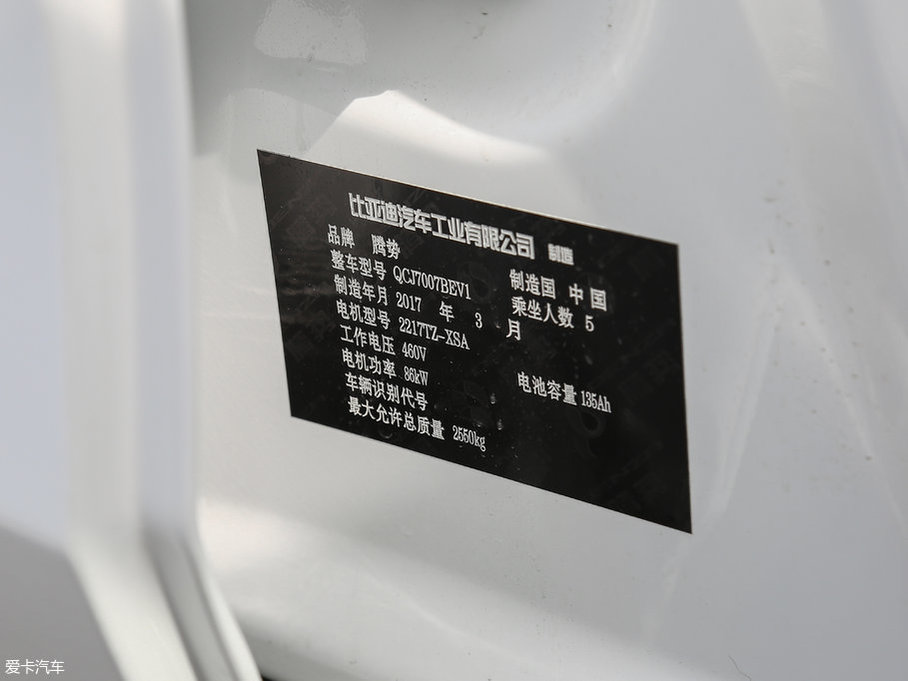 比亚迪汽车工业有限公司 制造
品牌 腾势
整车型号 QCJ7007BEV1 制造国 中国
制造年月 2017 年 3 月 乘坐人数 5
电机型号 2217TZ-XSA
工作电压 460V
电机功率 86kW 电池容量 135Ah
车辆识别代号
最大允许总质量 2550kg
爱卡汽车